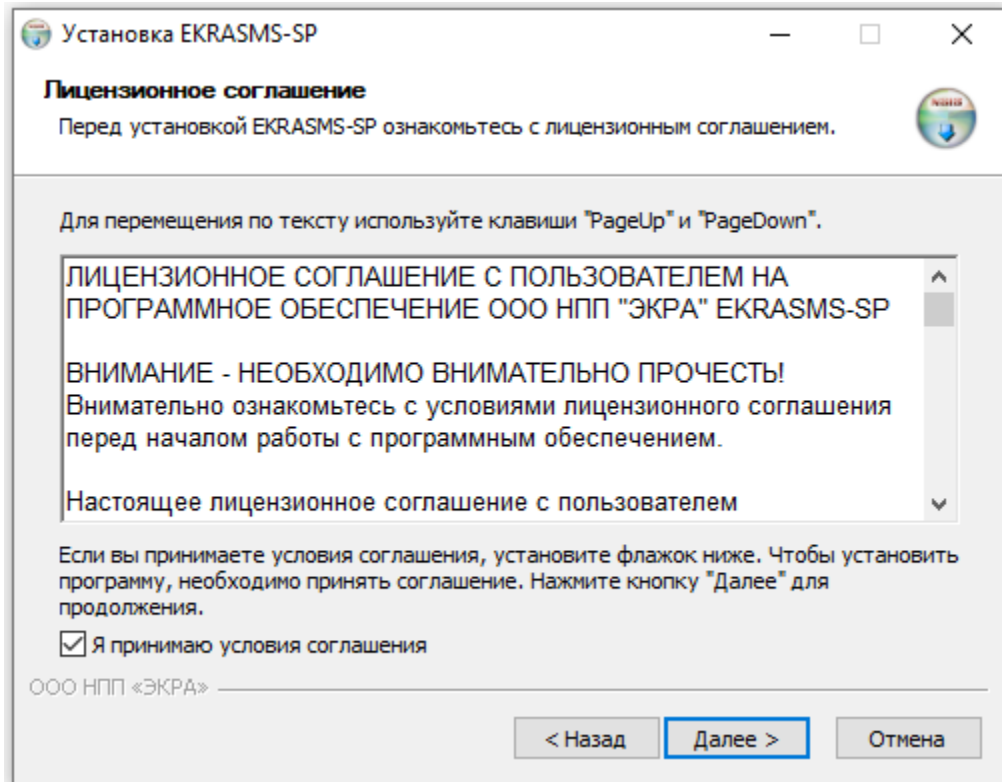 Установка EKRASMS-SP
Лицензионное соглашение
Перед установкой EKRASMS-SP ознакомьтесь с лицензионным соглашением.
Для перемещения по тексту используйте клавиши "PageUp" и "PageDown".
ЛИЦЕНЗИОННОЕ СОГЛАШЕНИЕ С ПОЛЬЗОВАТЕЛЕМ НА
ПРОГРАММНОЕ ОБЕСПЕЧЕНИЕ ООО НПП "ЭКРА" EKRASMS-SP
ВНИМАНИЕ - НЕОБХОДИМО ВНИМАТЕЛЬНО ПРОЧЕСТЬ!
Внимательно ознакомьтесь с условиями лицензионного соглашения
перед началом работы с программным обеспечением.
Настоящее лицензионное соглашение с пользователем
Если вы принимаете условия соглашения, установите флажок ниже. Чтобы установить
программу, необходимо принять соглашение. Нажмите кнопку "Далее" для
продолжения.
Я принимаю условия соглашения
ООО НПП «ЭКРА»
< Назад
Далее >
Отмена